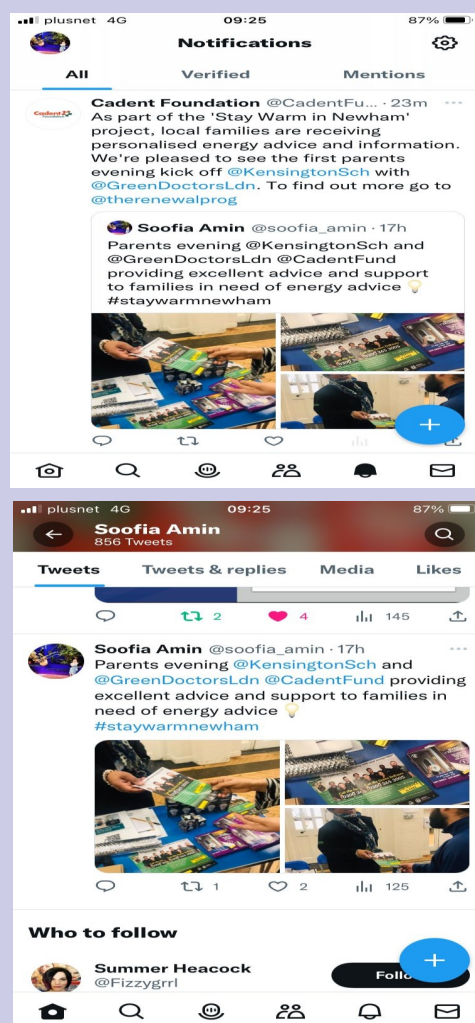 plusnet 4G 09:25 87%
Notifications
All Verified Mentions
Cadent Foundation @CadentFu... · 23m
As part of the 'Stay Warm in Newham'
project, local families are receiving
personalised energy advice and information.
We're pleased to see the first parents
evening kick off @KensingtonSch with
@GreenDoctorsLdn. To find out more go to
@therenewalprog
Soofia Amin @soofia_amin · 17h
Parents evening @KensingtonSch and
@GreenDoctorsLdn @CadentFund
providing excellent advice and support
to families in need of energy advice 💡
#staywarmnewham
plusnet 4G 09:25 87%
Soofia Amin
856 Tweets
Tweets Tweets & replies Media Likes
2 4 145
Soofia Amin @soofia_amin · 17h
Parents evening @KensingtonSch and
@GreenDoctorsLdn @CadentFund providing
excellent advice and support to families in
need of energy advice 💡
#staywarmnewham
1 2 125
Who to follow
Summer Heacock
@Fizzygrrl